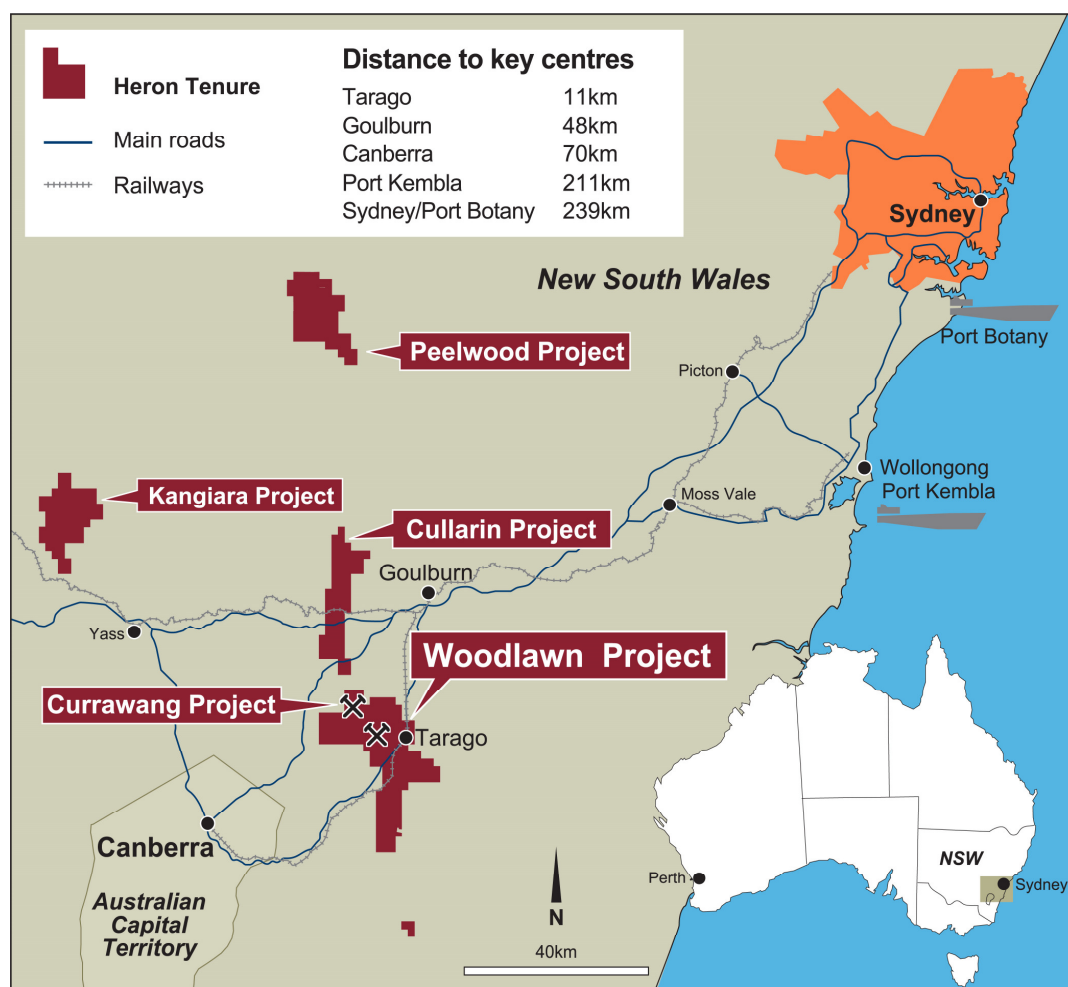 Heron Tenure
Main roads
Railways
Distance to key centres
Tarago 11km
Goulburn 48km
Canberra 70km
Port Kembla 211km
Sydney/Port Botany 239km
Sydney
New South Wales
Port Botany
Peelwood Project
Picton
Wollongong
Port Kembla
Kangiara Project
Moss Vale
Cullarin Project
Goulburn
Yass
Woodlawn Project
Currawang Project
Tarago
Canberra
Australian
Capital
Territory
N
40km
NSW
Perth
Sydney